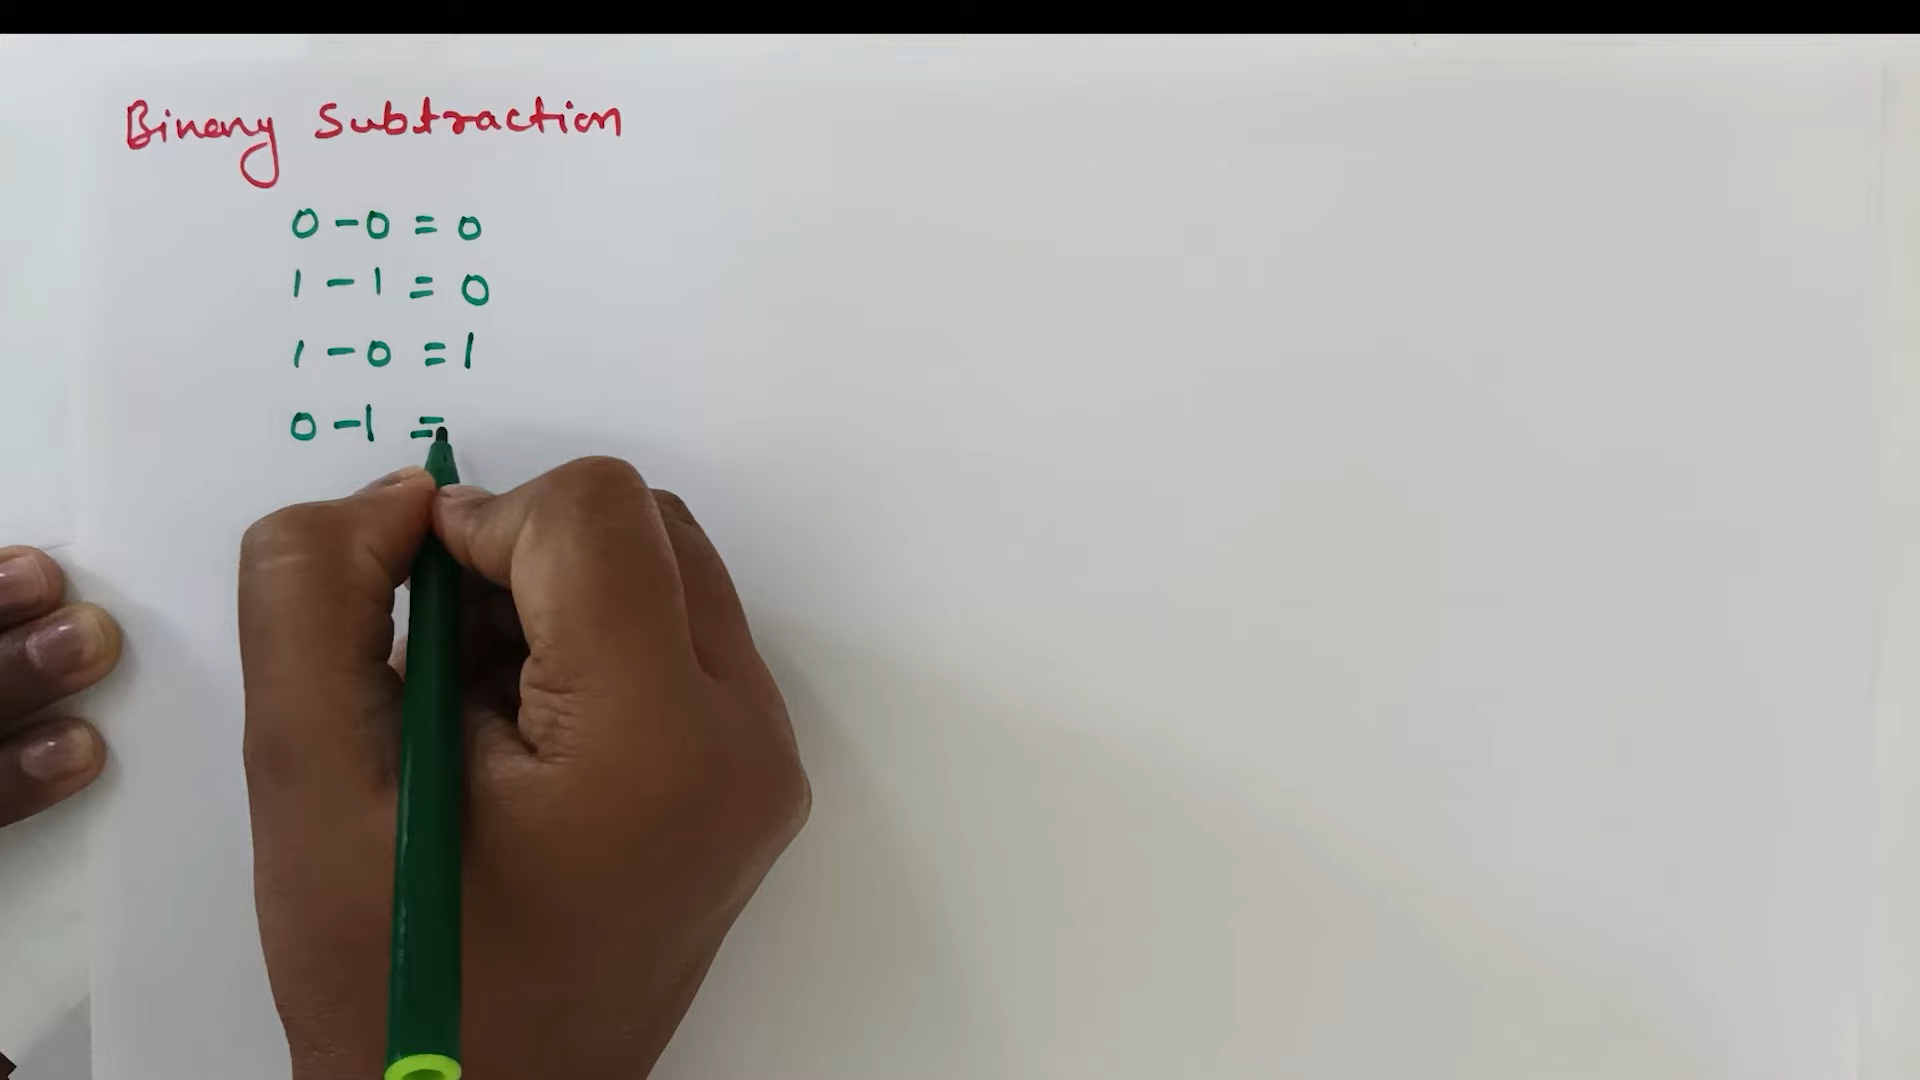 Binary Subtraction
0 - 0 = 0
1 - 1 = 0
1 - 0 = 1
0 - 1 =